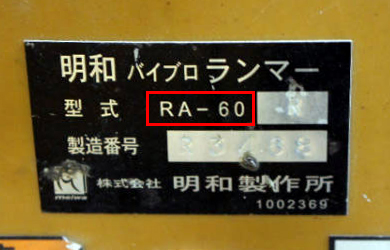 明和 バイブロ ランマー
型式 RA-60
製造番号
meiwa 株式会社 明和製作所
1002369